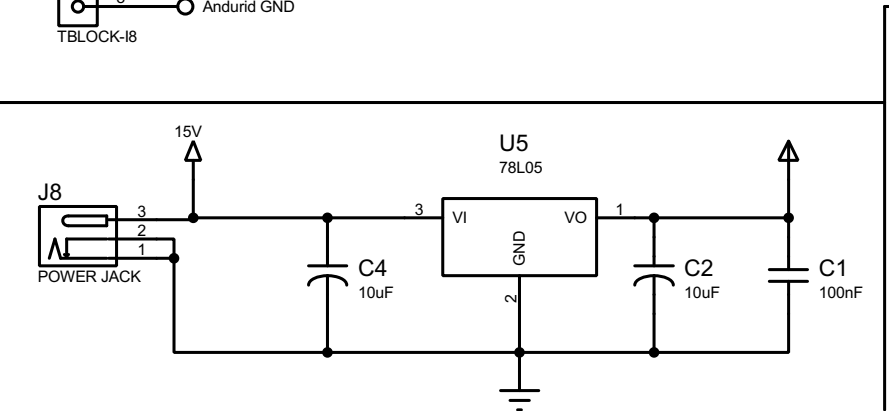 Andurid GND
TBLOCK-I8
15V
U5
78L05
J8
3
2
1
POWER JACK
3
VI
VO
1
GND
2
C4
10uF
C2
10uF
C1
100nF